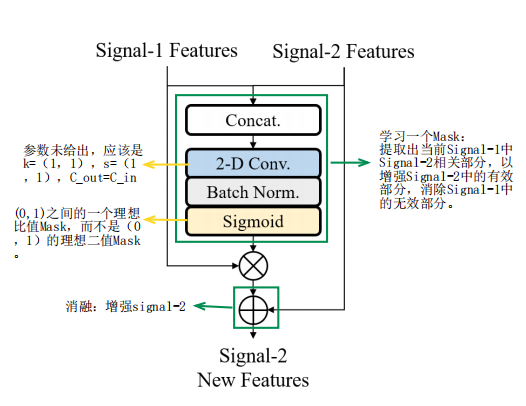 Signal-1 Features
Signal-2 Features
Concat.
参数未给出，应该是
k=（1，1），s=（1
，1），C_out=C_in
2-D Conv.
Batch Norm.
Sigmoid
(0,1)之间的一个理想
比值Mask，而不是（0
，1）的理想二值Mask
。
学习一个Mask：
提取出当前Signal-1中
Signal-2相关部分，以
增强Signal-2中的有效
部分，消除Signal-1中
的无效部分。
消融：增强signal-2
Signal-2
New Features